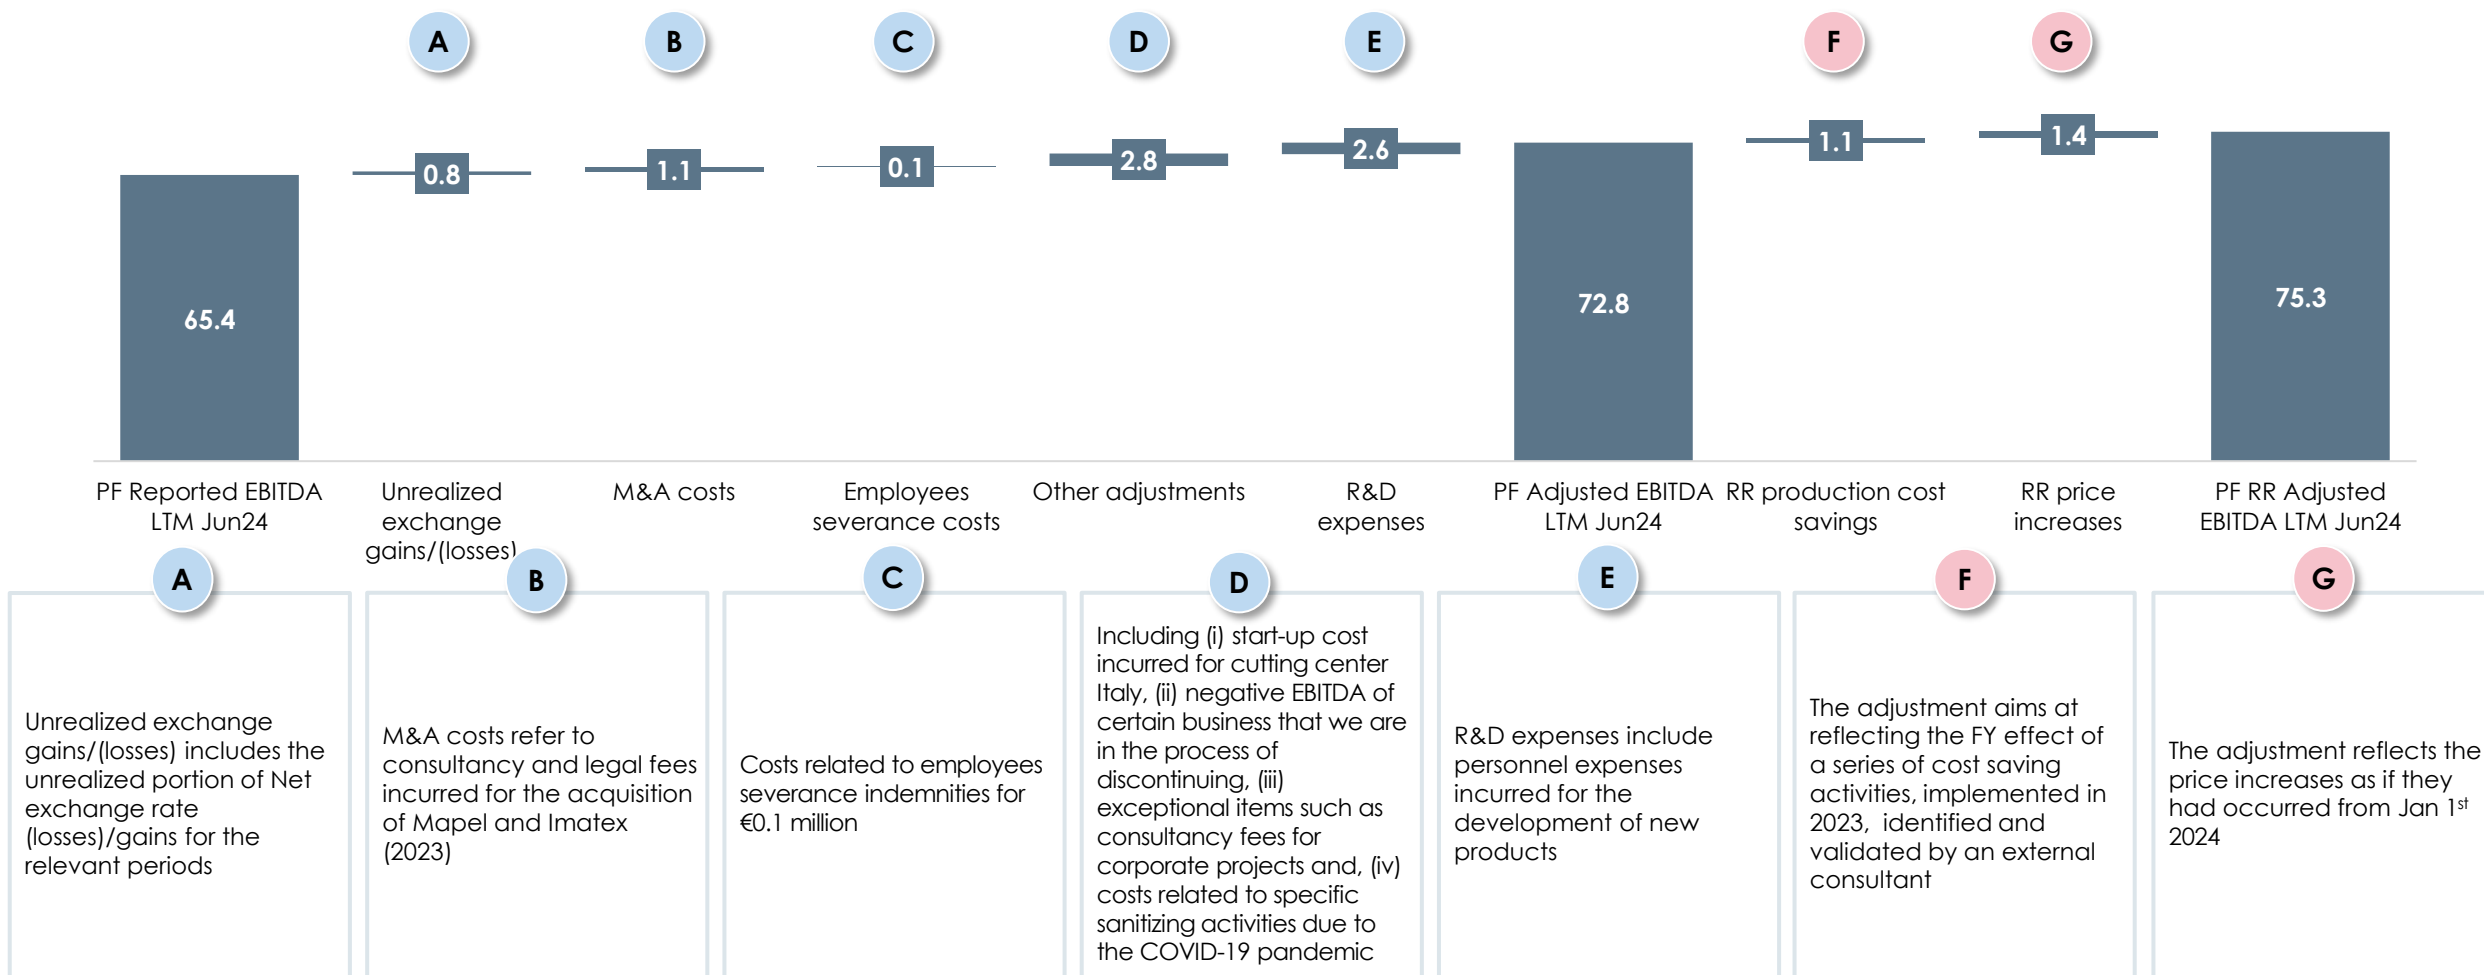 A
B
C
D
E
F
G
65.4
0.8
1.1
0.1
2.8
2.6
72.8
1.1
1.4
75.3
PF Reported EBITDA
LTM Jun24
Unrealized
exchange
gains/(losses)
M&A costs
Employees
severance costs
Other adjustments
R&D
expenses
PF Adjusted EBITDA
LTM Jun24
RR production cost
savings
RR price
increases
PF RR Adjusted
EBITDA LTM Jun24
A
Unrealized exchange
gains/(losses) includes the
unrealized portion of Net
exchange rate
(losses)/gains for the
relevant periods
B
M&A costs refer to
consultancy and legal fees
incurred for the acquisition
of Mapel and Imatex
(2023)
C
Costs related to employees
severance indemnities for
€0.1 million
D
Including (i) start-up cost
incurred for cutting center
Italy, (ii) negative EBITDA of
certain business that we are
in the process of
discontinuing, (iii)
exceptional items such as
consultancy fees for
corporate projects and, (iv)
costs related to specific
sanitizing activities due to
the COVID-19 pandemic
E
R&D expenses include
personnel expenses
incurred for the
development of new
products
F
The adjustment aims at
reflecting the FY effect of
a series of cost saving
activities, implemented in
2023,  identified and
validated by an external
consultant
G
The adjustment reflects the
price increases as if they
had occurred from Jan 1st
2024